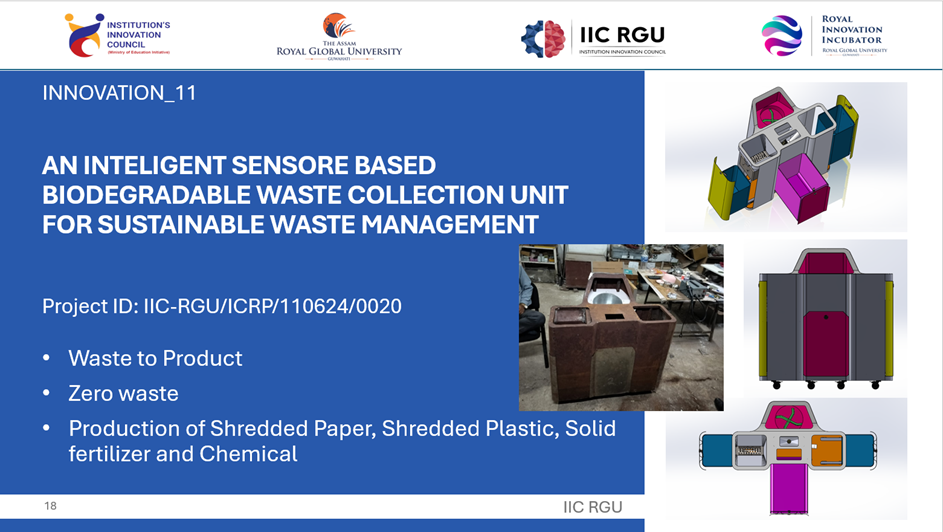 INSTITUTION'S
INNOVATION
COUNCIL
(Ministry of Education Initiative)
THE ASSAM
ROYAL GLOBAL UNIVERSITY
GUWAHATI
IIC RGU
INSTITUTION INNOVATION COUNCIL
ROYAL
INNOVATION
INCUBATOR
ROYAL GLOBAL UNIVERSITY
GUWAHATI
INNOVATION_11
AN INTELIGENT SENSORE BASED
BIODEGRADABLE WASTE COLLECTION UNIT
FOR SUSTAINABLE WASTE MANAGEMENT
Project ID: IIC-RGU/ICRP/110624/0020
• Waste to Product
• Zero waste
• Production of Shredded Paper, Shredded Plastic, Solid
fertilizer and Chemical
18
IIC RGU